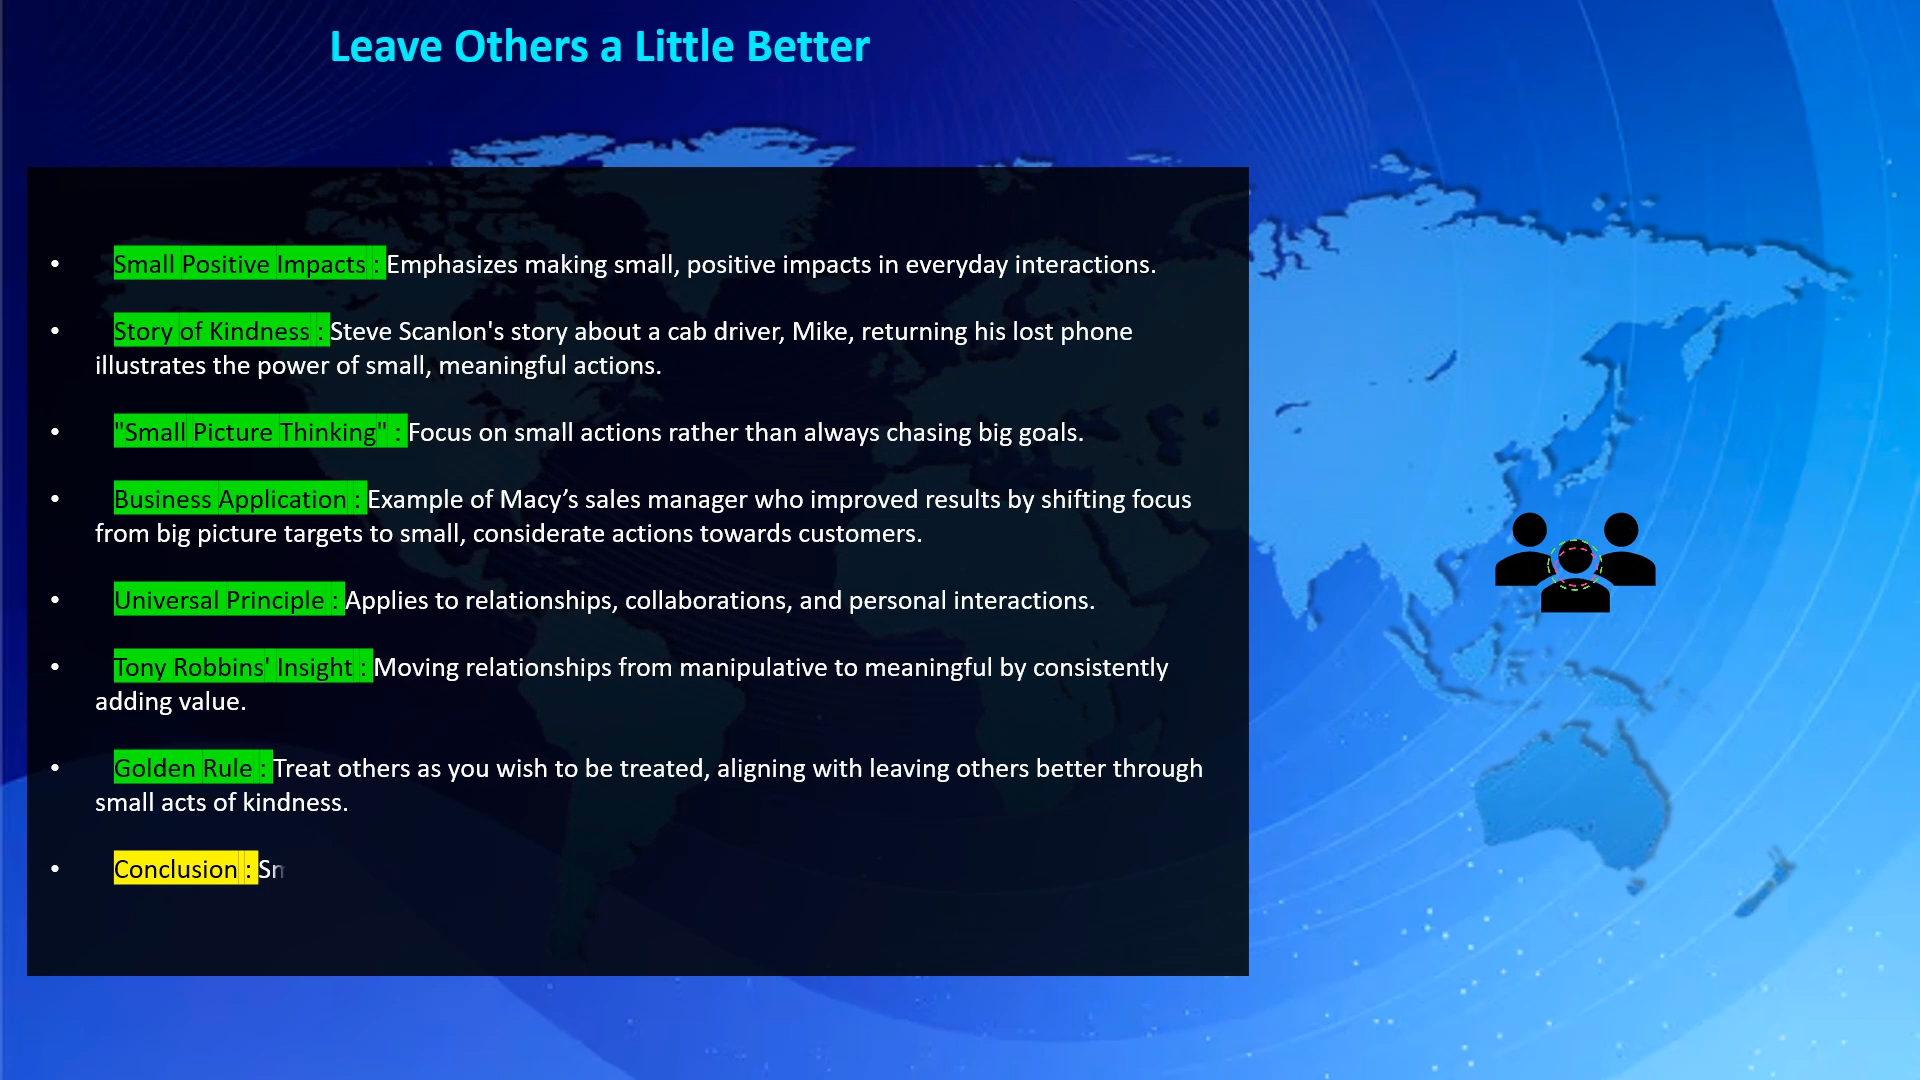 Leave Others a Little Better
• Small Positive Impacts : Emphasizes making small, positive impacts in everyday interactions.
• Story of Kindness : Steve Scanlon's story about a cab driver, Mike, returning his lost phone
illustrates the power of small, meaningful actions.
• "Small Picture Thinking" : Focus on small actions rather than always chasing big goals.
• Business Application : Example of Macy’s sales manager who improved results by shifting focus
from big picture targets to small, considerate actions towards customers.
• Universal Principle : Applies to relationships, collaborations, and personal interactions.
• Tony Robbins' Insight : Moving relationships from manipulative to meaningful by consistently
adding value.
• Golden Rule : Treat others as you wish to be treated, aligning with leaving others better through
small acts of kindness.
• Conclusion :